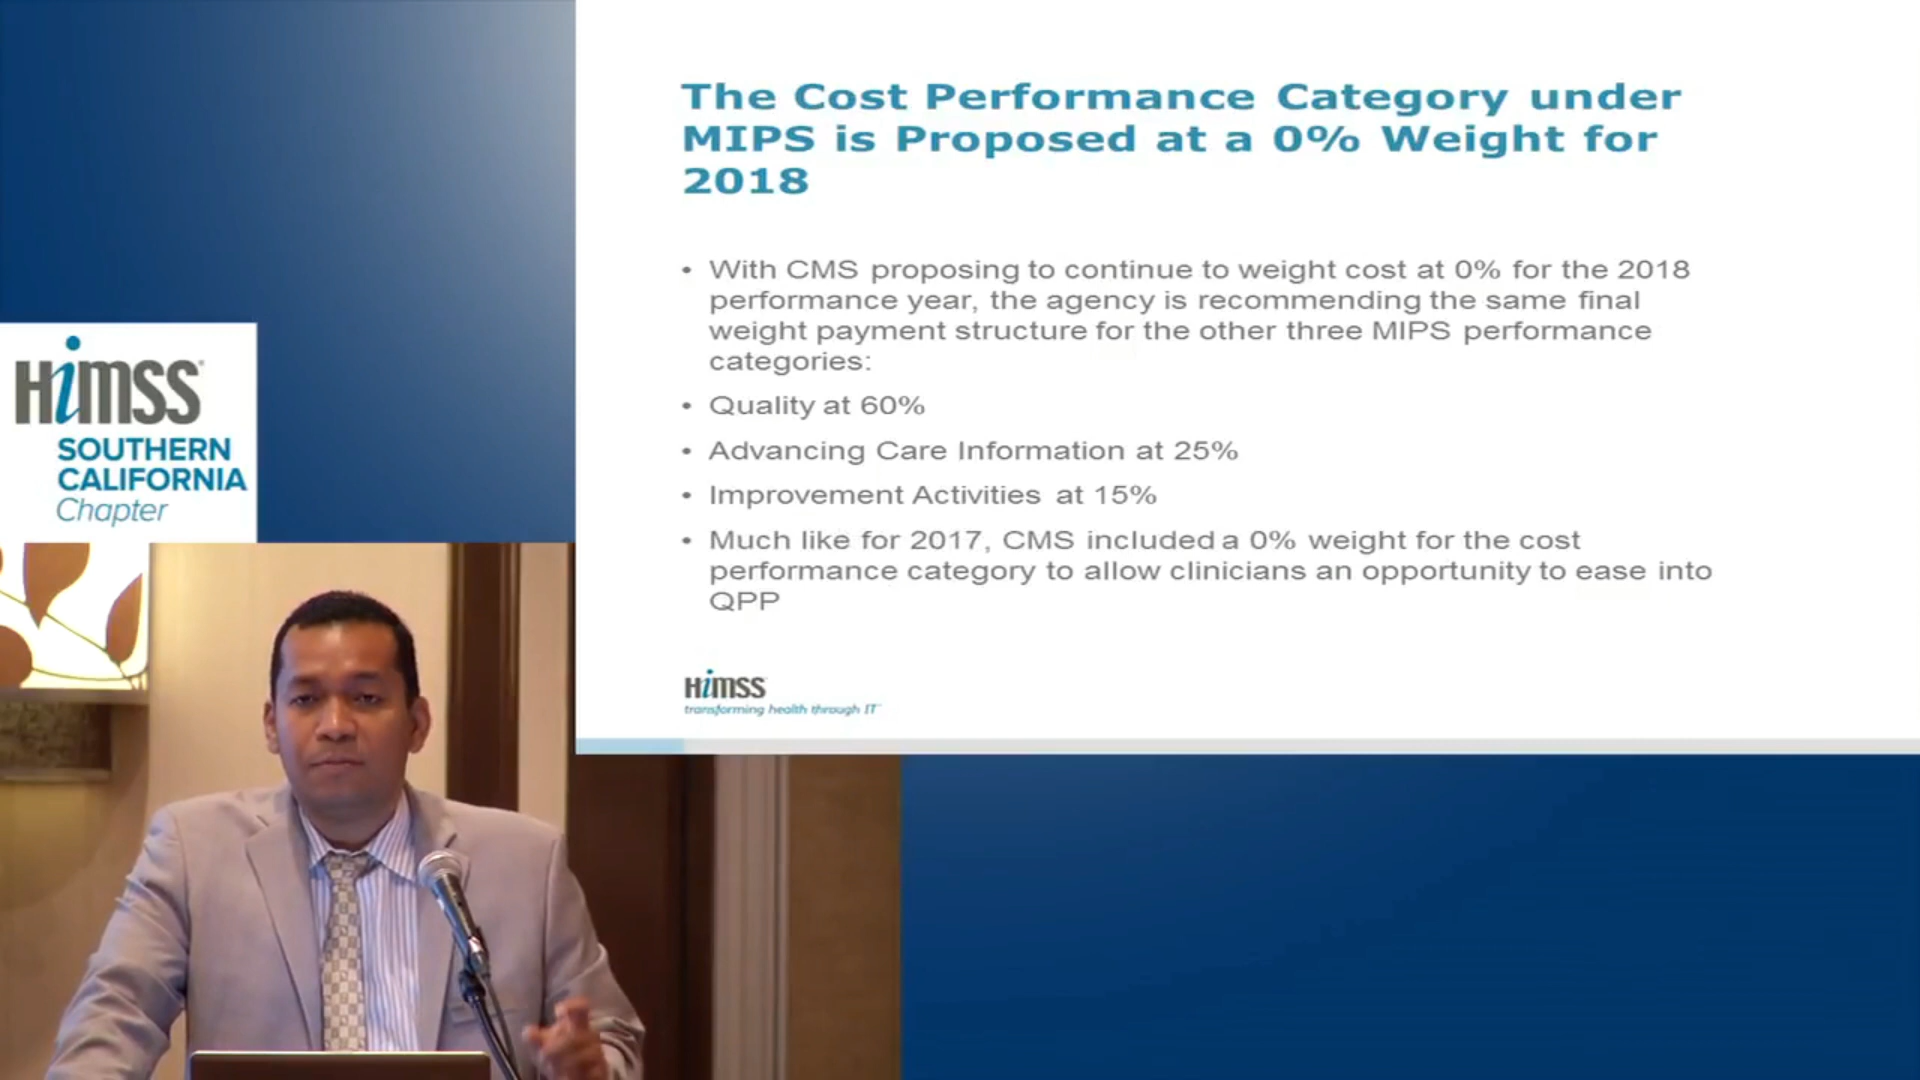 The Cost Performance Category under
MIPS is Proposed at a 0% Weight for
2018
• With CMS proposing to continue to weight cost at 0% for the 2018
performance year, the agency is recommending the same final
weight payment structure for the other three MIPS performance
categories:
• Quality at 60%
• Advancing Care Information at 25%
• Improvement Activities at 15%
• Much like for 2017, CMS included a 0% weight for the cost
performance category to allow clinicians an opportunity to ease into
QPP
HiMSS
transforming health through IT™
HiMSS®
SOUTHERN
CALIFORNIA
Chapter